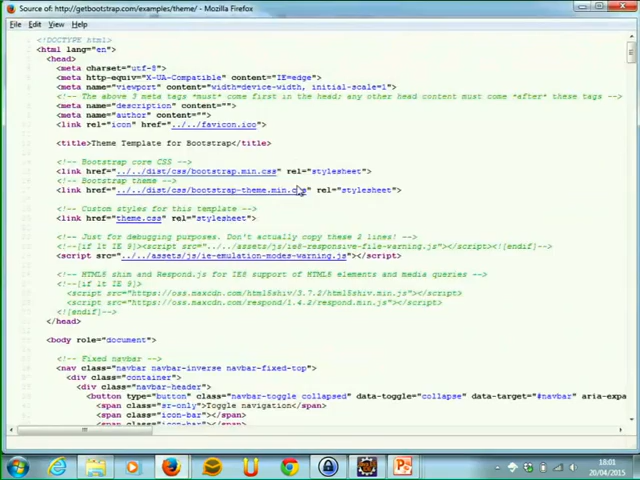 Source of: http://getbootstrap.com/examples/theme/ - Mozilla Firefox
File Edit View Help
<!DOCTYPE html>
<html lang="en">
<head>
<meta charset="utf-8">
<meta http-equiv="X-UA-Compatible" content="IE=edge">
<meta name="viewport" content="width=device-width, initial-scale=1">
<!-- The above 3 meta tags *must* come first in the head; any other head content must come *after* these tags -->
<meta name="description" content="">
<meta name="author" content="">
<link rel="icon" href="../../favicon.ico">
<title>Theme Template for Bootstrap</title>
<!-- Bootstrap core CSS -->
<link href="../../dist/css/bootstrap.min.css" rel="stylesheet">
<!-- Bootstrap theme -->
<link href="../../dist/css/bootstrap-theme.min.css" rel="stylesheet">
<!-- Custom styles for this template -->
<link href="theme.css" rel="stylesheet">
<!-- Just for debugging purposes. Don't actually copy these 2 lines! -->
<!--[if lt IE 9]><script src="../../assets/js/ie8-responsive-file-warning.js"></script><![endif]-->
<script src="../../assets/js/ie-emulation-modes-warning.js"></script>
<!-- HTML5 shim and Respond.js for IE8 support of HTML5 elements and media queries -->
<!--[if lt IE 9]>
<script src="https://oss.maxcdn.com/html5shiv/3.7.2/html5shiv.min.js"></script>
<script src="https://oss.maxcdn.com/respond/1.4.2/respond.min.js"></script>
<![endif]-->
</head>
<body role="document">
<!-- Fixed navbar -->
<nav class="navbar navbar-inverse navbar-fixed-top">
<div class="container">
<div class="navbar-header">
<button type="button" class="navbar-toggle collapsed" data-toggle="collapse" data-target="#navbar" aria-expa
<span class="sr-only">Toggle navigation</span>
<span class="icon-bar"></span>
<span class="icon-bar"></span>
18:01
20/04/2015